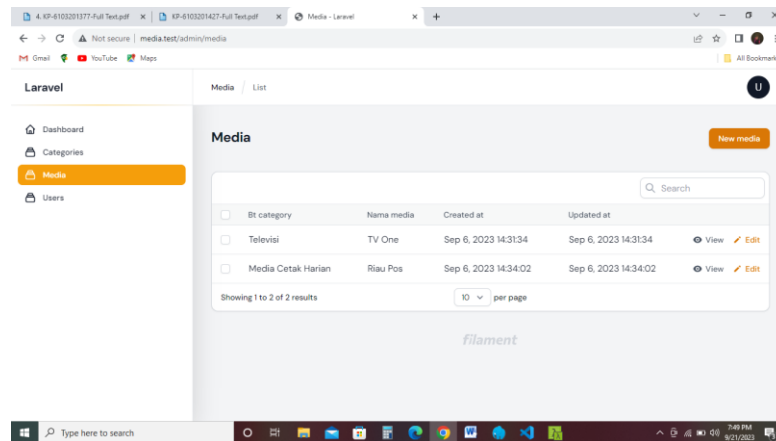 4. KP-6103201377-Full Text.pdf
KP-6103201427-Full Text.pdf
Media - Laravel
Not secure | media.test/admin/media
Gmail YouTube Maps All Bookmark
Laravel
Media / List
U
Dashboard
Categories
Media
Users
Media
New media
Search
Bt category Nama media Created at Updated at
Televisi TV One Sep 6, 2023 14:31:34 Sep 6, 2023 14:31:34 View Edit
Media Cetak Harian Riau Pos Sep 6, 2023 14:34:02 Sep 6, 2023 14:34:02 View Edit
Showing 1 to 2 of 2 results 10 per page
filament
Type here to search
7:49 PM
9/21/2023